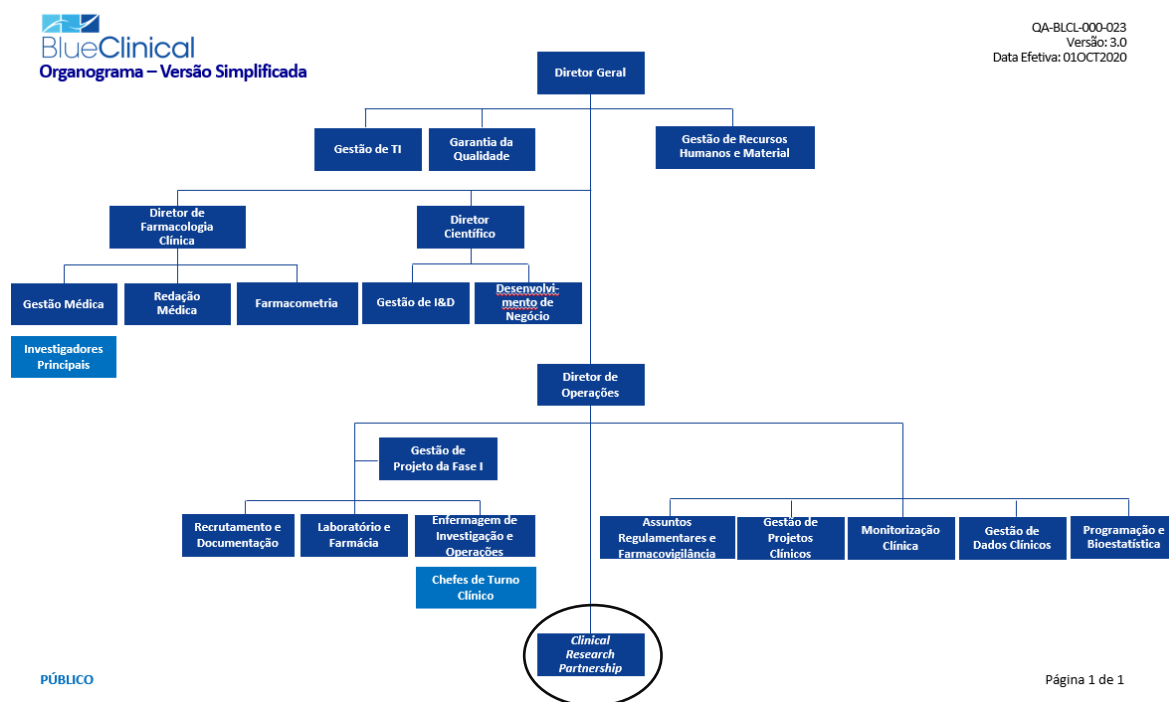 BlueClinical
Organograma – Versão Simplificada
QA-BLCL-000-023
Versão: 3.0
Data Efetiva: 01OCT2020
Diretor Geral
Gestão de TI
Garantia da
Qualidade
Gestão de Recursos
Humanos e Material
Diretor de
Farmacologia
Clínica
Diretor
Científico
Gestão Médica
Redação
Médica
Farmacometria
Gestão de I&D
Desenvolvi-
mento de
Negócio
Investigadores
Principais
Diretor de
Operações
Gestão de
Projeto da Fase I
Recrutamento e
Documentação
Laboratório e
Farmácia
Enfermagem de
Investigação e
Operações
Assuntos
Regulamentares e
Farmacovigilância
Gestão de
Projetos
Clínicos
Monitorização
Clínica
Gestão de
Dados Clínicos
Programação e
Bioestatística
Chefes de Turno
Clínico
Clinical
Research
Partnership
PÚBLICO
Página 1 de 1